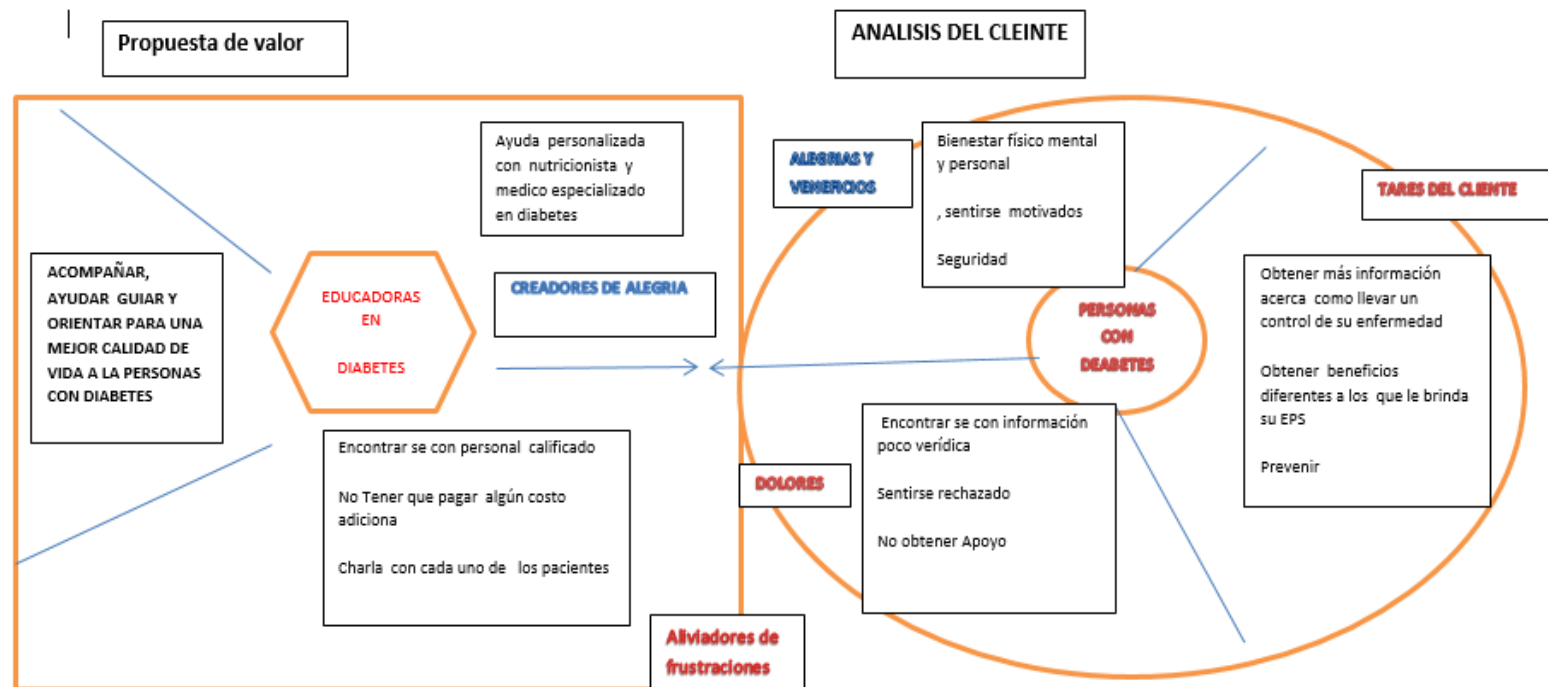 Propuesta de valor
ANALISIS DEL CLEINTE
Ayuda personalizada
con nutricionista y
medico especializado
en diabetes
ACOMPAÑAR,
AYUDAR GUIAR Y
ORIENTAR PARA UNA
MEJOR CALIDAD DE
VIDA A LA PERSONAS
CON DIABETES
EDUCADORAS
EN
DIABETES
CREADORES DE ALEGRIA
Encontrar se con personal calificado
No Tener que pagar algún costo
adiciona
Charla con cada uno de los pacientes
Aliviadores de
frustraciones
ALEGRIAS Y
VENEFICIOS
Bienestar físico mental
y personal
, sentirse motivados
Seguridad
TARES DEL CLIENTE
PERSONAS
CON
DEABETES
Obtener más información
acerca como llevar un
control de su enfermedad
Obtener beneficios
diferentes a los que le brinda
su EPS
Prevenir
DOLORES
Encontrar se con información
poco verídica
Sentirse rechazado
No obtener Apoyo